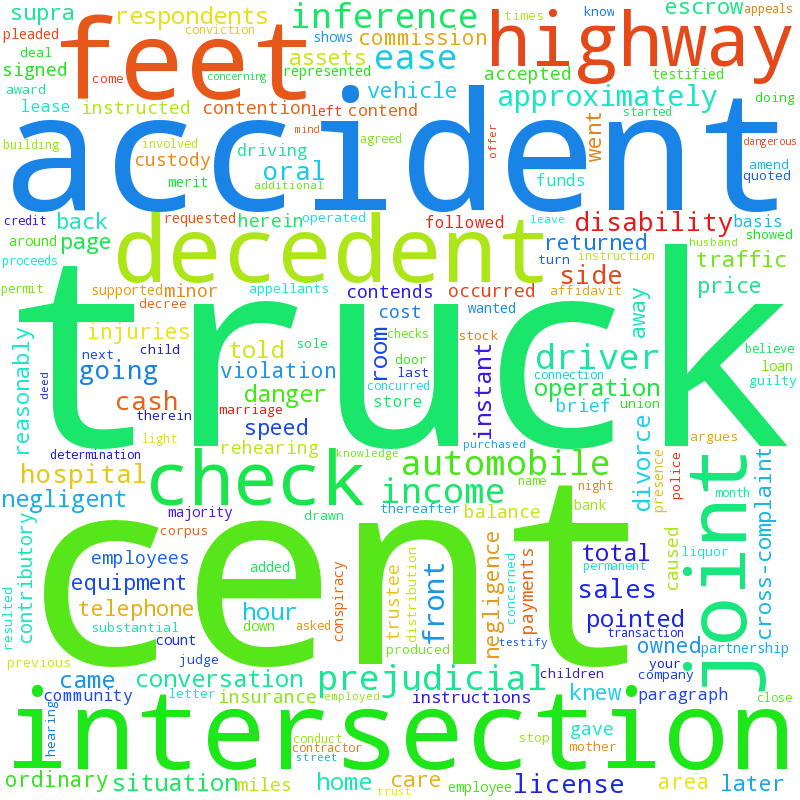 supra
respondents
inference
times
know
escrow
appeals
pleaded
conviction
feet
highway
deal
shows
commission
signed
come
concerning
assets
ease
represented
accepted
testified
award
vehicle
approximately
doing
lease
instructed
contention
left
contend
went
started
accident
building
involved
mind
agreed
offer
dangerous
custody
driving
oral
amend
merit
additional
funds
quoted
credit
back
requested
herein
operated
followed
leave
disability
basis
around
page
decedent
returned
husband
showed
proceeds
turn
instruction
traffic
permit
supported
minor
appellants
contends
occurred
side
affidavit
price
decree
truck
cost
wanted
away
reasonably
injuries
told
sole
room
checks
stock
driver
believe
next
child
door
instant
loan
deed
going
violation
last
connection
guilty
concurred
operation
cash
danger
store
brief
union
therein
marriage
speed
argues
light
rehearing
purchased
divorce
determination
knowledge
automobile
presence
police
hospital
check
income
name
night
joint
month
cross-complaint
negligent
majority
drawn
thereafter
balance
bank
corpus
cent
contributory
employees
added
conspiracy
trustee
distribution
front
negligence
concerned
payments
total
liquor
caused
permanent
equipment
sales
telephone
hour
resulted
substantial
count
down
asked
testify
pointed
transaction
produced
owned
partnership
previous
judge
children
your
came
conversation
prejudicial
company
community
letter
insurance
employed
instructions
knew
paragraph
close
hearing
intersection
conduct
contractor
street
stop
gave
mother
ordinary
situation
miles
home
trust
care
employee
license
area
later